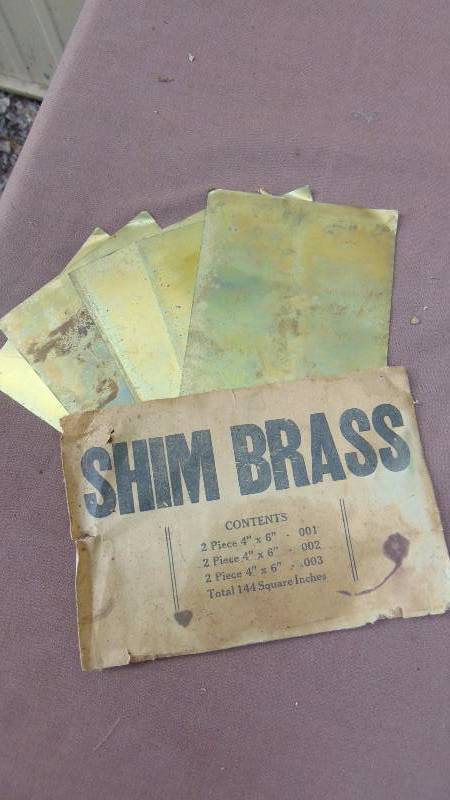 SHIM BRASS
CONTENTS
2 Piece 4" x 6" - 001
2 Piece 4" x 6" - .002
2 Piece 4" x 6" - .003
Total 144 Square Inches